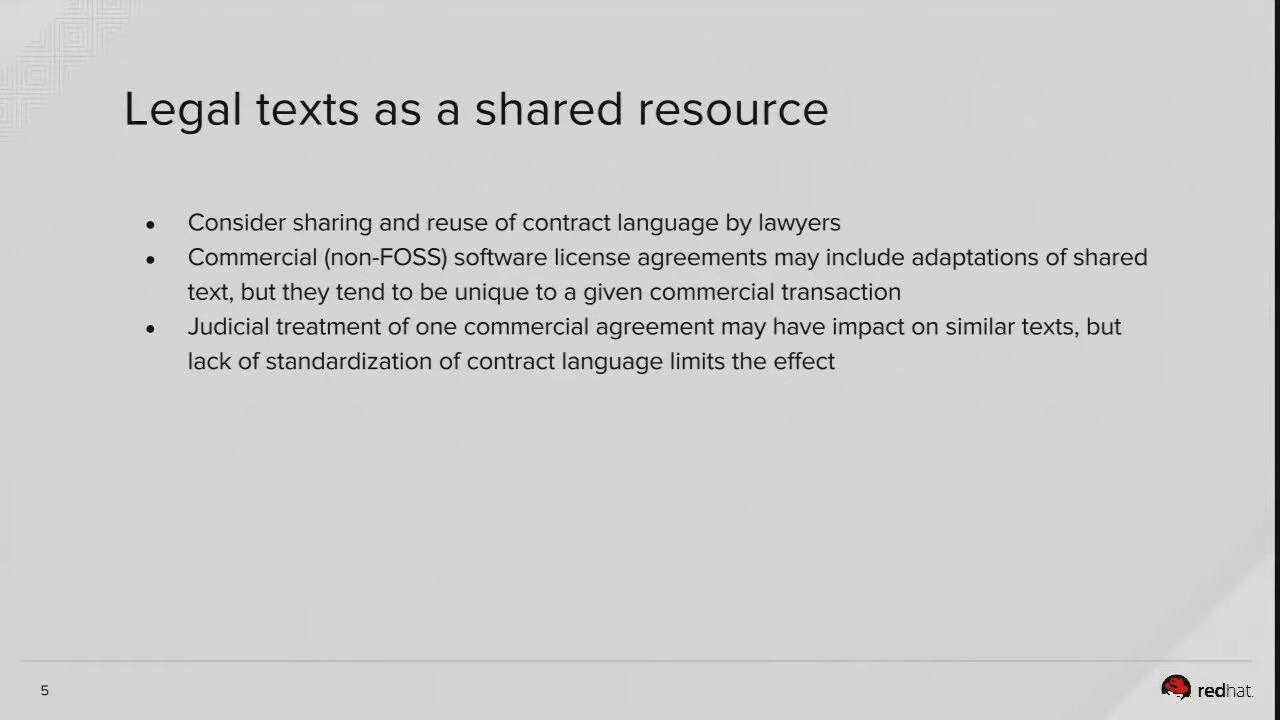 Legal texts as a shared resource
● Consider sharing and reuse of contract language by lawyers
● Commercial (non-FOSS) software license agreements may include adaptations of shared
text, but they tend to be unique to a given commercial transaction
● Judicial treatment of one commercial agreement may have impact on similar texts, but
lack of standardization of contract language limits the effect
5
redhat.